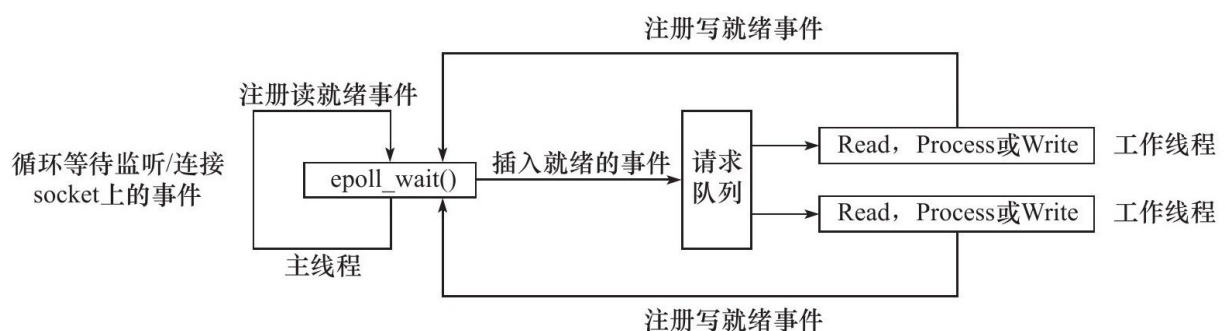 注册写就绪事件
注册读就绪事件
循环等待监听/连接
socket上的事件
epoll_wait()
插入就绪的事件
请求
队列
Read，Process或Write
工作线程
Read，Process或Write
工作线程
主线程
注册写就绪事件